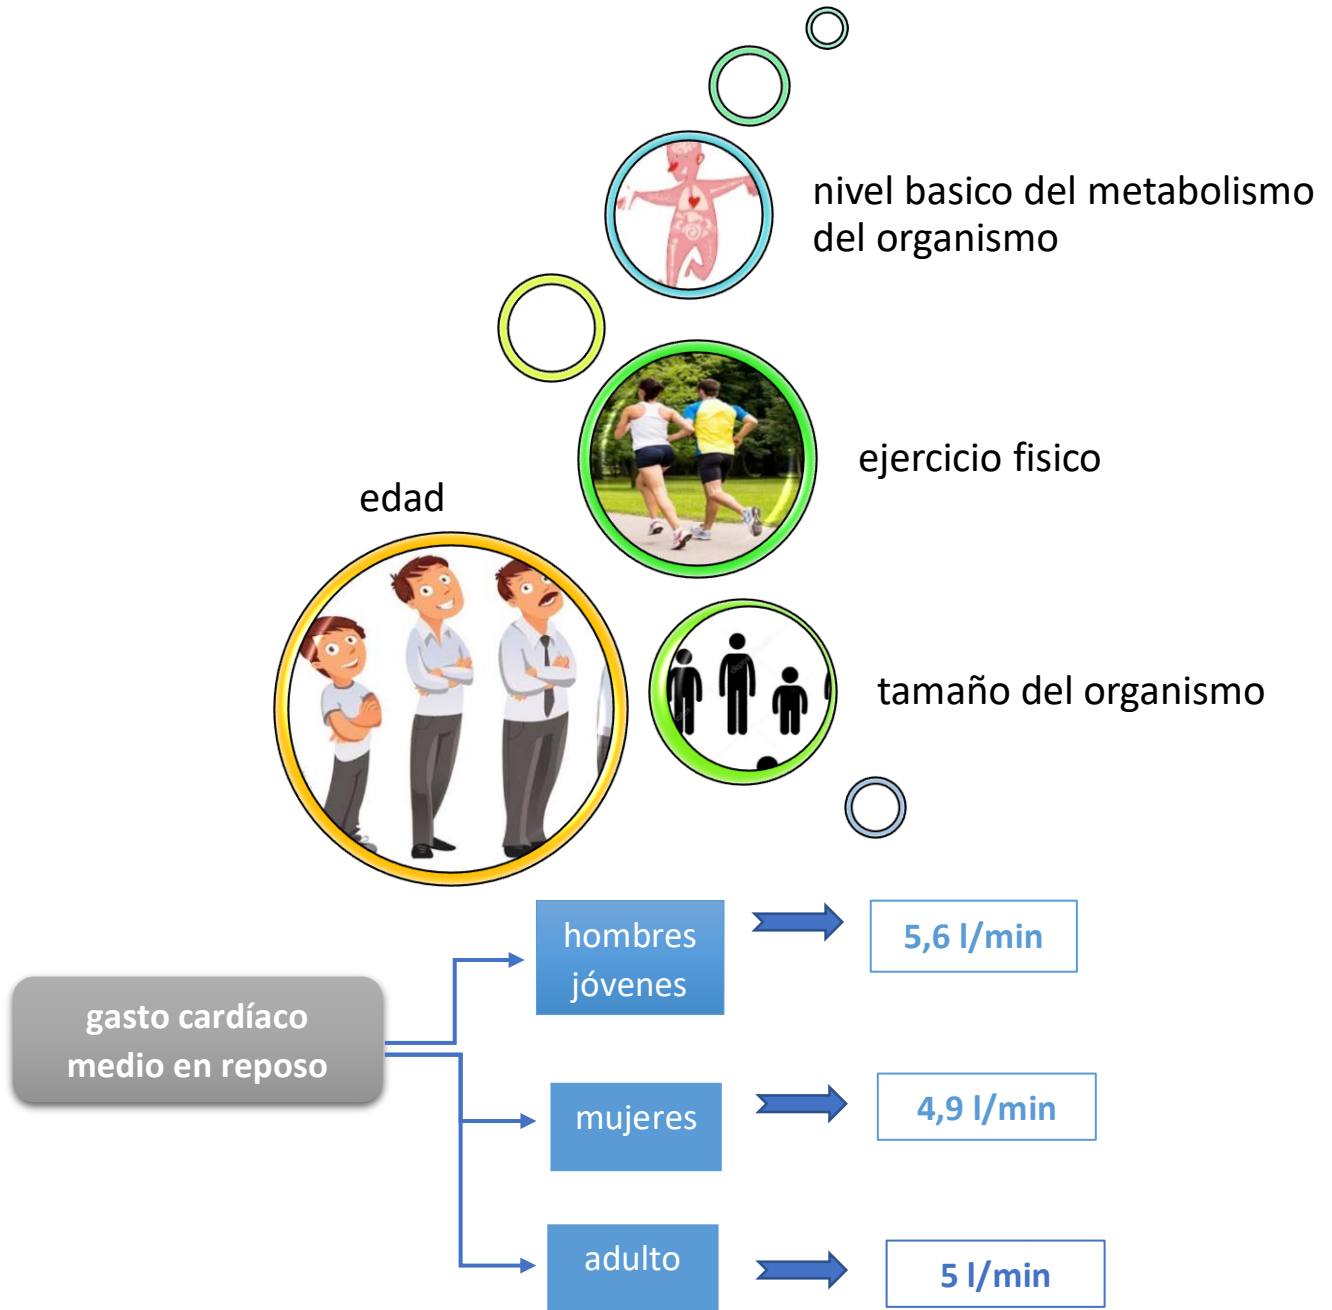 nivel basico del metabolismo
del organismo
ejercicio fisico
edad
tamaño del organismo
hombres
jóvenes
5,6 l/min
gasto cardíaco
medio en reposo
mujeres
4,9 l/min
adulto
5 l/min